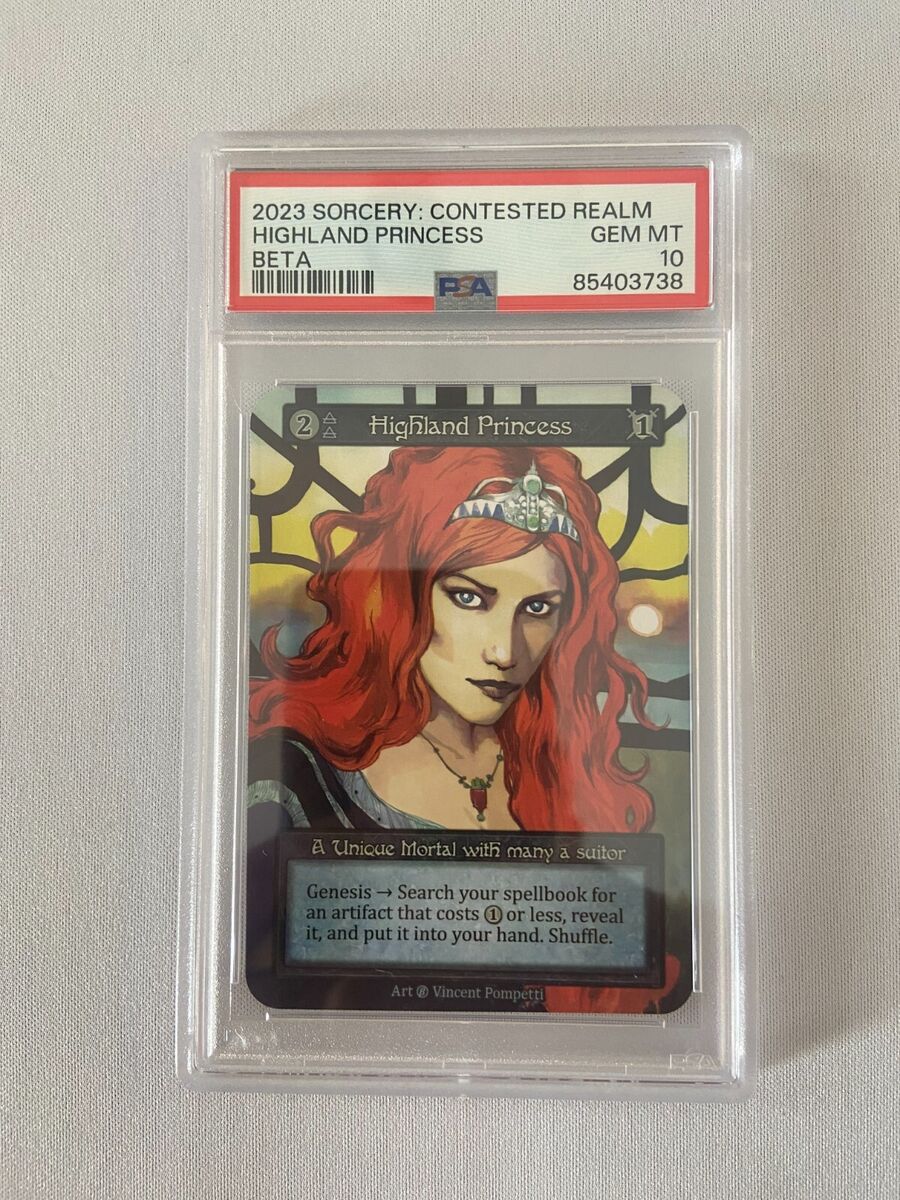 2023 SORCERY: CONTESTED REALM
HIGHLAND PRINCESS GEM MT
BETA 10
PSA 85403738
2 Highland Princess 1
A Unique Mortal with many a suitor
Genesis → Search your spellbook for
an artifact that costs ① or less, reveal
it, and put it into your hand. Shuffle.
Art @ Vincent Pompetti
PSA